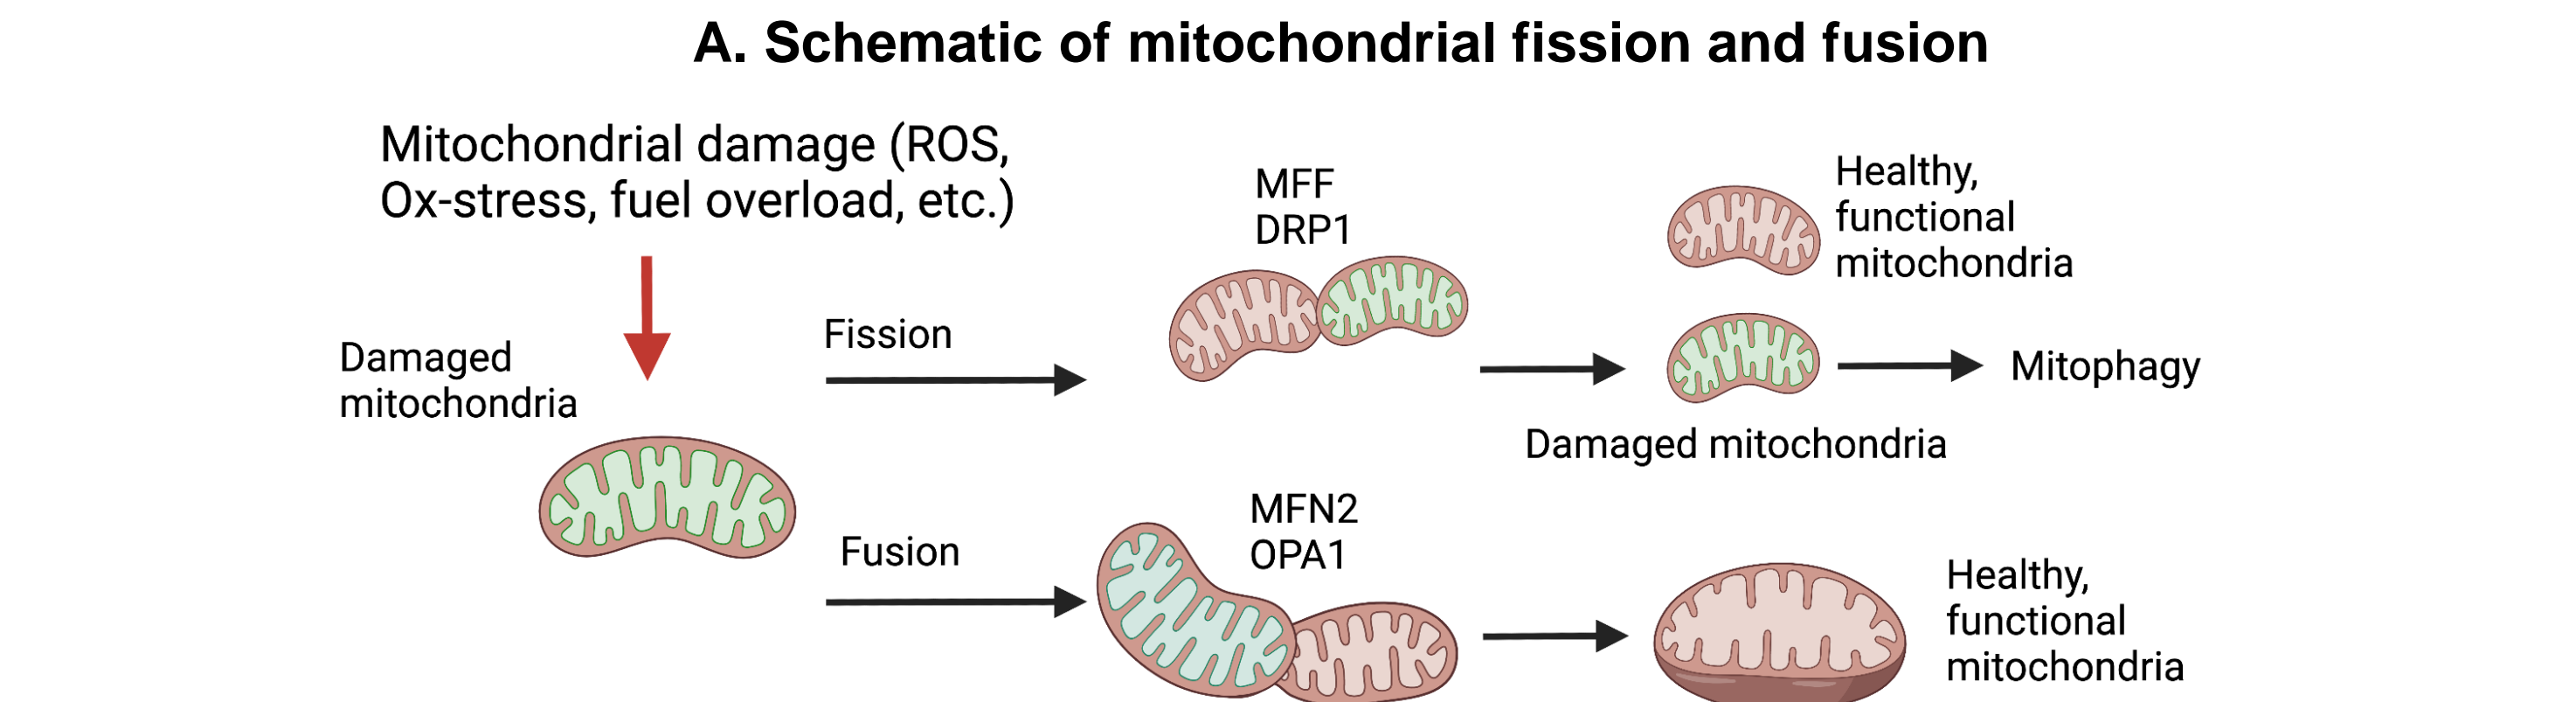 A. Schematic of mitochondrial fission and fusion
Mitochondrial damage (ROS,
Ox-stress, fuel overload, etc.)
Damaged
mitochondria
Fission
MFF
DRP1
Healthy,
functional
mitochondria
Mitophagy
Damaged mitochondria
Fusion
MFN2
OPA1
Healthy,
functional
mitochondria